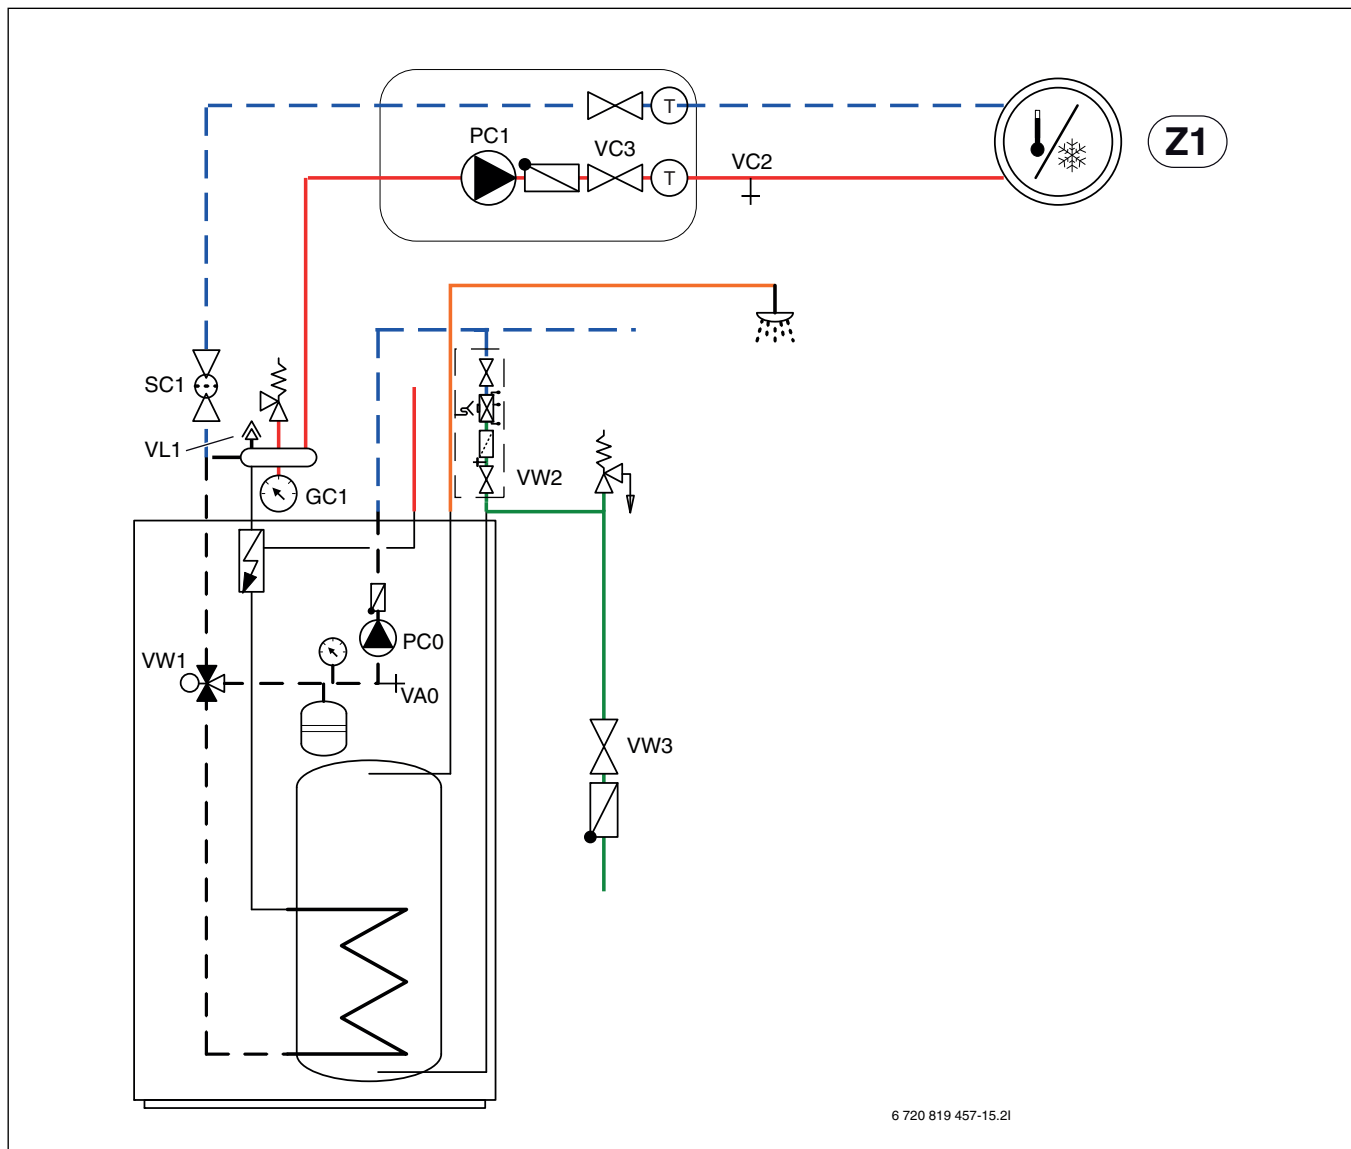 T
PC1
VC3
T
VC2
Z1
SC1
VL1
GC1
VW2
PC0
VW1
VA0
VW3
6 720 819 457-15.2I